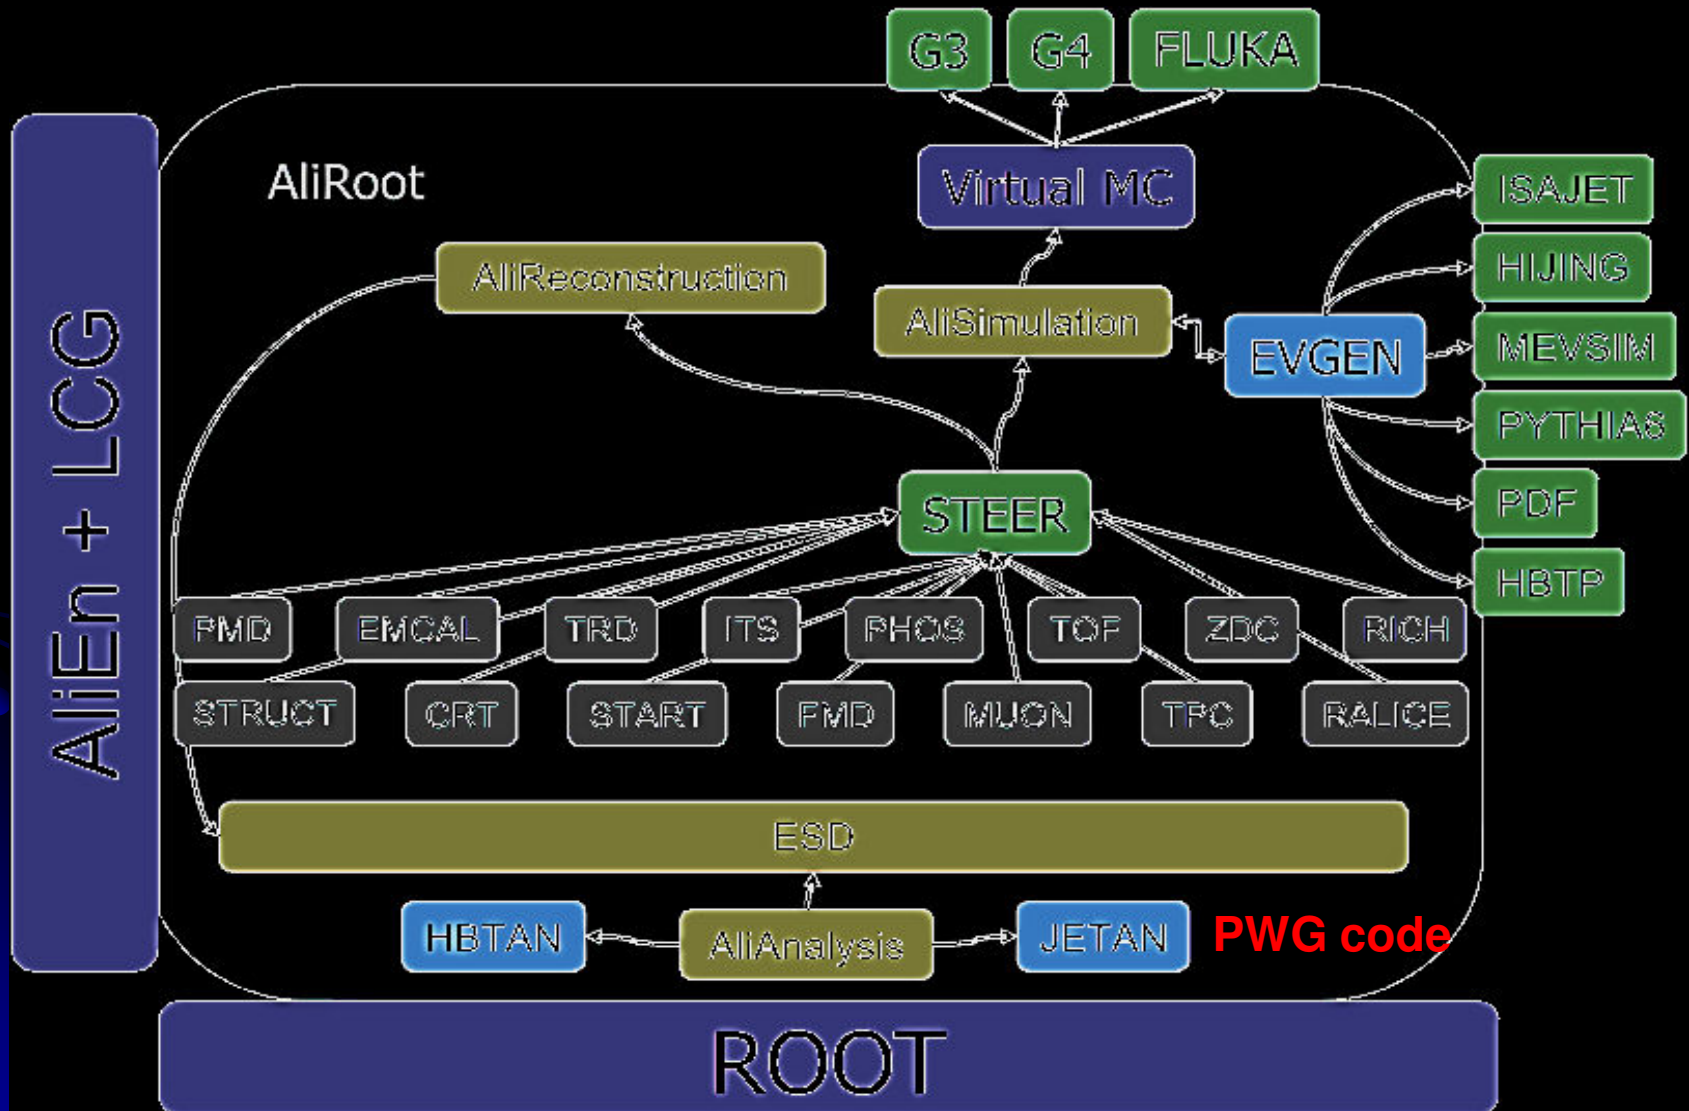 G3 G4 FLUKA
AliRoot
Virtual MC
ISAJET
AliReconstruction
HIJING
AliSimulation
EVGEN
MEVSIM
PYTHIA6
STEER
PDF
HBTP
PMD EMCAL TRD ITS PHOS TOF ZDC RICH
STRUCT CRT START FMD MUON TPC RALICE
AliEn + LCG
ESD
HBTAN AliAnalysis JETAN PWG code
ROOT